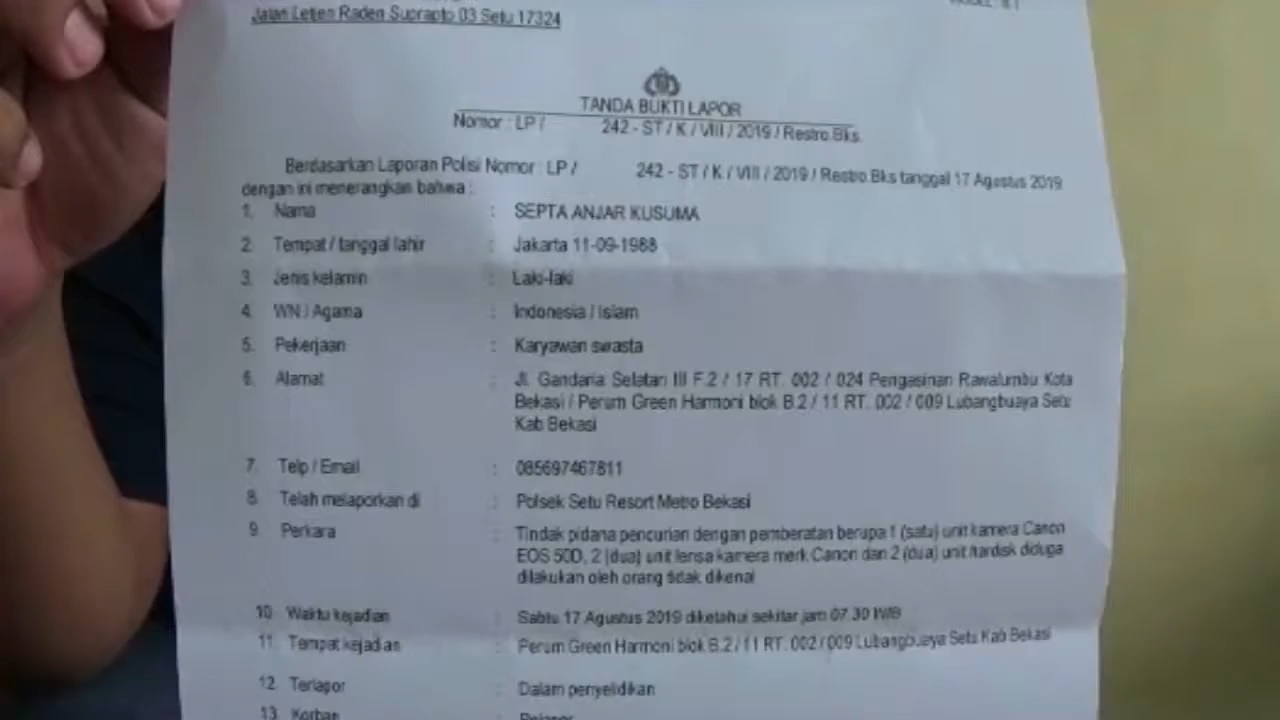 Jalan Letjen Raden Suprapto 03 Setu 17324
TANDA BUKTI LAPOR
Nomor : LP / 242 - ST / K / VIII / 2019 / Restro Bks.
Berdasarkan Laporan Polisi Nomor : LP / 242 - ST / K / VIII / 2019 / Restro Bks tanggal 17 Agustus 2019
dengan ini menerangkan bahwa :
1. Nama : SEPTA ANJAR KUSUMA
2. Tempat / tanggal lahir : Jakarta 11-09-1988
3. Jenis kelamin : Laki-laki
4. WN / Agama : Indonesia / Islam
5. Pekerjaan : Karyawan swasta
6. Alamat : Jl. Gandaria Selatan III F.2 / 17 RT. 002 / 024 Pengasinan Rawalumbu Kota
Bekasi / Perum Green Harmoni blok B.2 / 11 RT. 002 / 009 Lubangbuaya Setu
Kab Bekasi
7. Telp / Email : 085697467811
8. Telah melaporkan di : Polsek Setu Resort Metro Bekasi
9. Perkara : Tindak pidana pencurian dengan pemberatan berupa 1 (satu) unit kamera Canon
EOS 50D, 2 (dua) unit lensa kamera merk Canon dan 2 (dua) unit hardisk diduga
dilakukan oleh orang tidak dikenal
10. Waktu kejadian : Sabtu 17 Agustus 2019 diketahui sekitar jam 07.30 WIB
11. Tempat kejadian : Perum Green Harmoni blok B.2 / 11 RT. 002 / 009 Lubangbuaya Setu Kab Bekasi
12. Terlapor : Dalam penyelidikan
13. Korban : Pelapor